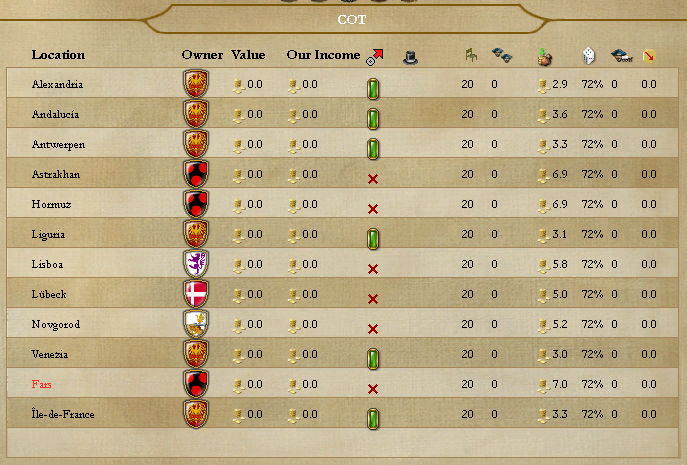 COT
Location Owner Value Our Income
Alexandria 0.0 0.0 20 0 2.9 72% 0 0.0
Andalucía 0.0 0.0 20 0 3.6 72% 0 0.0
Antwerpen 0.0 0.0 20 0 3.3 72% 0 0.0
Astrakhan 0.0 0.0 20 0 6.9 72% 0 0.0
Hormuz 0.0 0.0 20 0 6.9 72% 0 0.0
Liguria 0.0 0.0 20 0 3.1 72% 0 0.0
Lisboa 0.0 0.0 20 0 5.8 72% 0 0.0
Lübeck 0.0 0.0 20 0 5.0 72% 0 0.0
Novgorod 0.0 0.0 20 0 5.2 72% 0 0.0
Venezia 0.0 0.0 20 0 3.0 72% 0 0.0
Fars 0.0 0.0 20 0 7.0 72% 0 0.0
Île-de-France 0.0 0.0 20 0 3.3 72% 0 0.0